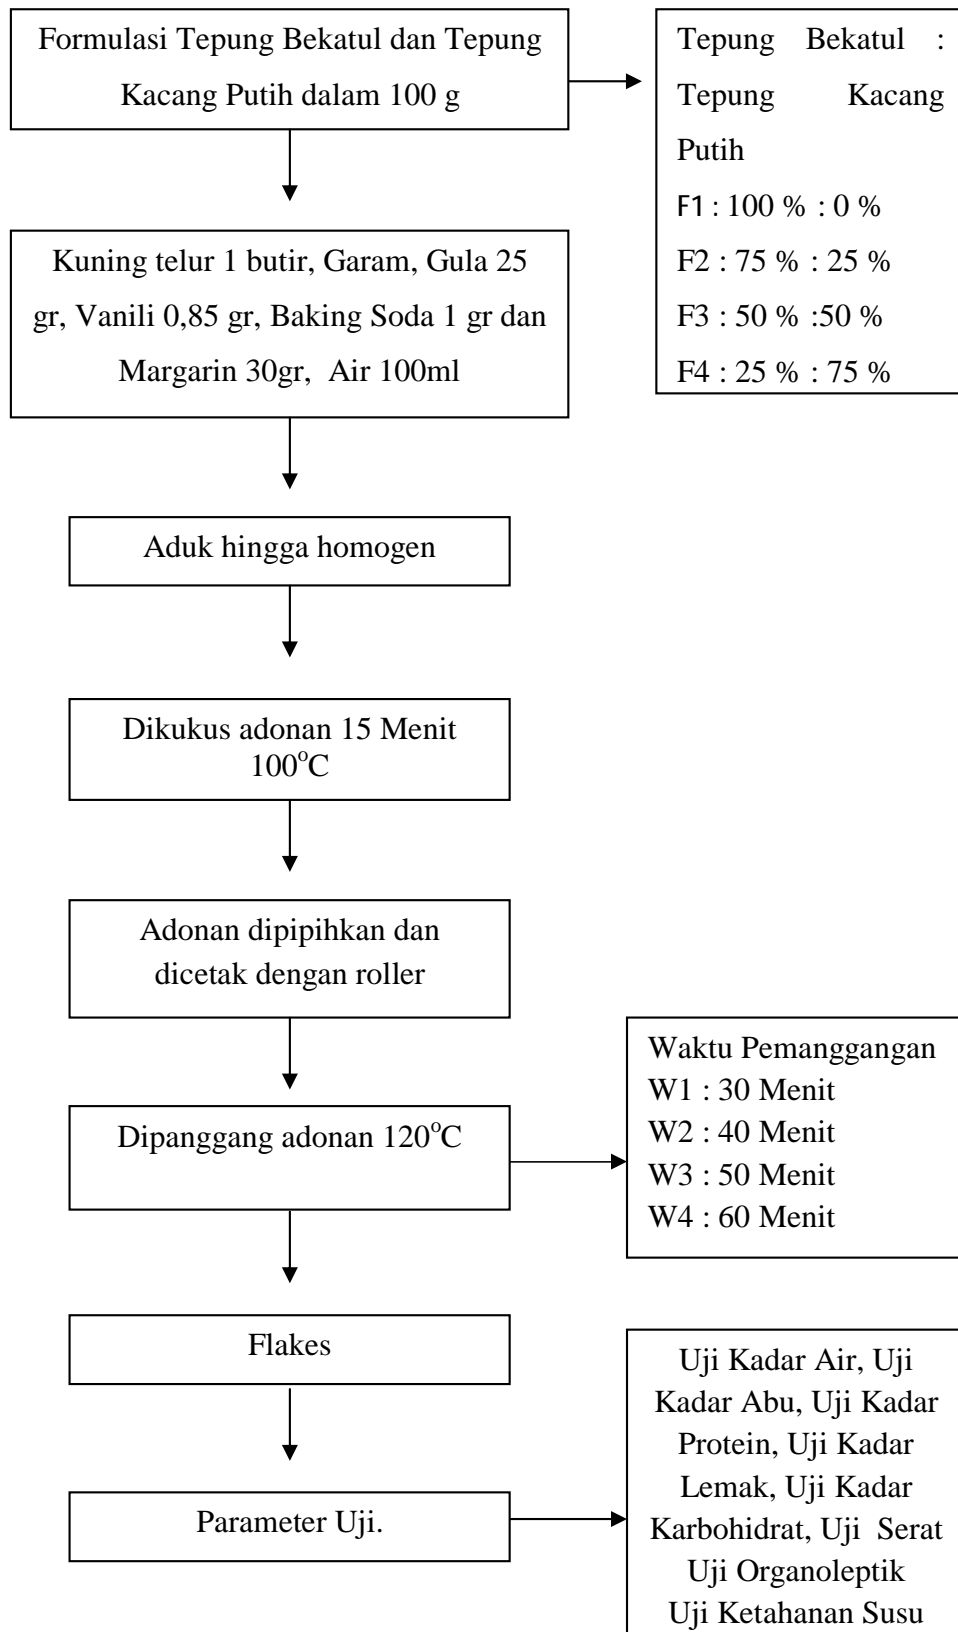 Formulasi Tepung Bekatul dan Tepung
Kacang Putih dalam 100 g
Tepung Bekatul :
Tepung Kacang
Putih
F1 : 100 % : 0 %
F2 : 75 % : 25 %
F3 : 50 % :50 %
F4 : 25 % : 75 %
Kuning telur 1 butir, Garam, Gula 25
gr, Vanili 0,85 gr, Baking Soda 1 gr dan
Margarin 30gr, Air 100ml
Aduk hingga homogen
Dikukus adonan 15 Menit
100°C
Adonan dipipihkan dan
dicetak dengan roller
Dipanggang adonan 120°C
Waktu Pemanggangan
W1 : 30 Menit
W2 : 40 Menit
W3 : 50 Menit
W4 : 60 Menit
Flakes
Parameter Uji.
Uji Kadar Air, Uji
Kadar Abu, Uji Kadar
Protein, Uji Kadar
Lemak, Uji Kadar
Karbohidrat, Uji Serat
Uji Organoleptik
Uji Ketahanan Susu